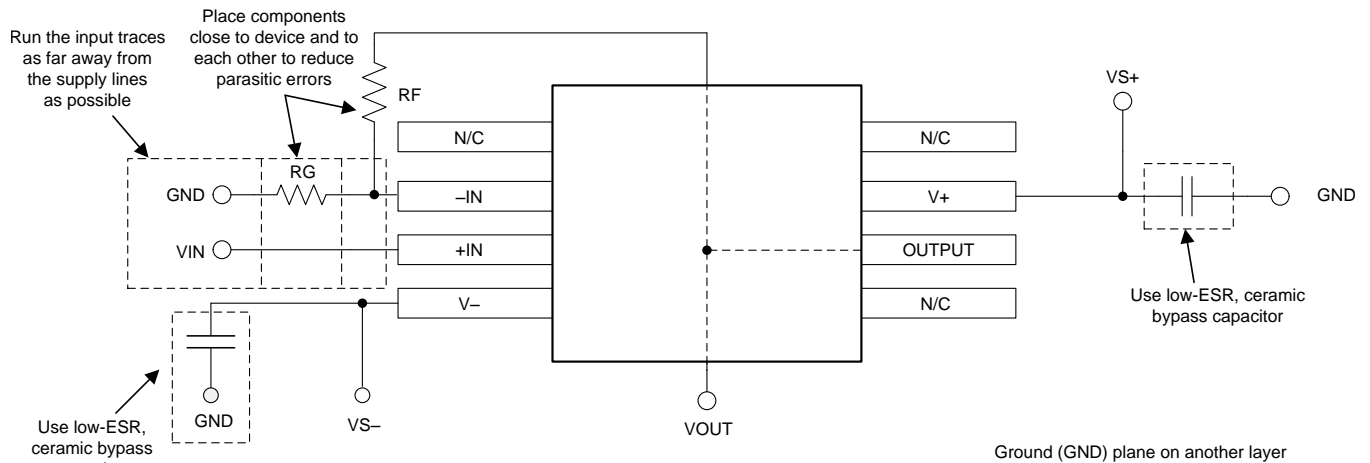 Run the input traces
as far away from
the supply lines
as possible
Place components
close to device and to
each other to reduce
parasitic errors
RF
VS+
N/C
N/C
RG
GND
–IN
V+
GND
VIN
+IN
OUTPUT
V–
N/C
Use low-ESR, ceramic
bypass capacitor
GND
VS–
VOUT
Use low-ESR,
ceramic bypass
Ground (GND) plane on another layer